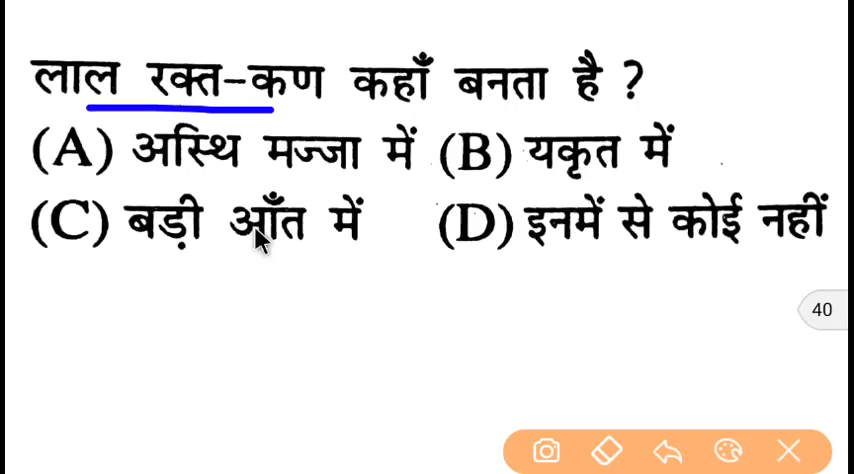 लाल रक्त-कण कहाँ बनता है ?
(A) अस्थि मज्जा में (B) यकृत में
(C) बड़ी आँत में (D) इनमें से कोई नहीं
40